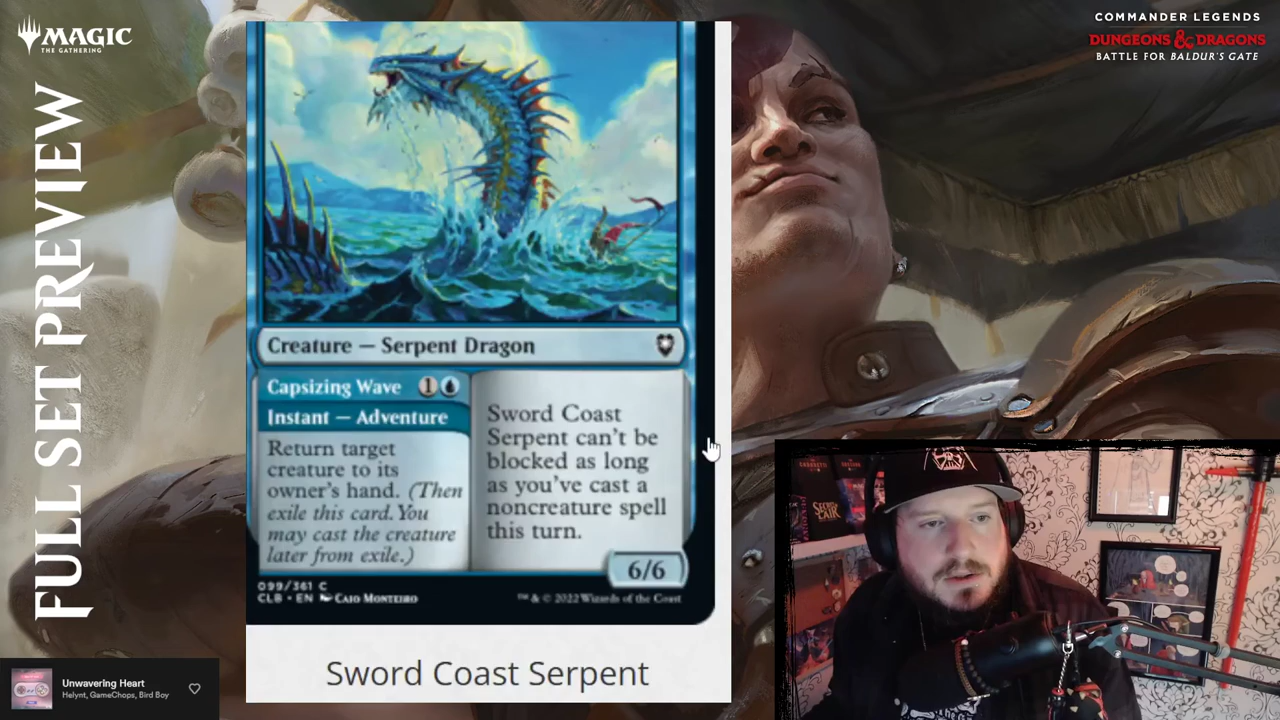 MAGIC
THE GATHERING
FULL SET PREVIEW
COMMANDER LEGENDS
DUNGEONS & DRAGONS
BATTLE FOR BALDUR'S GATE
Creature — Serpent Dragon
Capsizing Wave 1
Instant — Adventure
Return target
creature to its
owner's hand. (Then
exile this card. You
may cast the creature
later from exile.)
Sword Coast
Serpent can't be
blocked as long
as you've cast a
noncreature spell
this turn.
6/6
099/361 C
CLB • EN CAIO MONTEIRO
™ & © 2022 Wizards of the Coast
Sword Coast Serpent
Unwavering Heart
Helynt, GameChops, Bird Boy
SECRET
LAIR